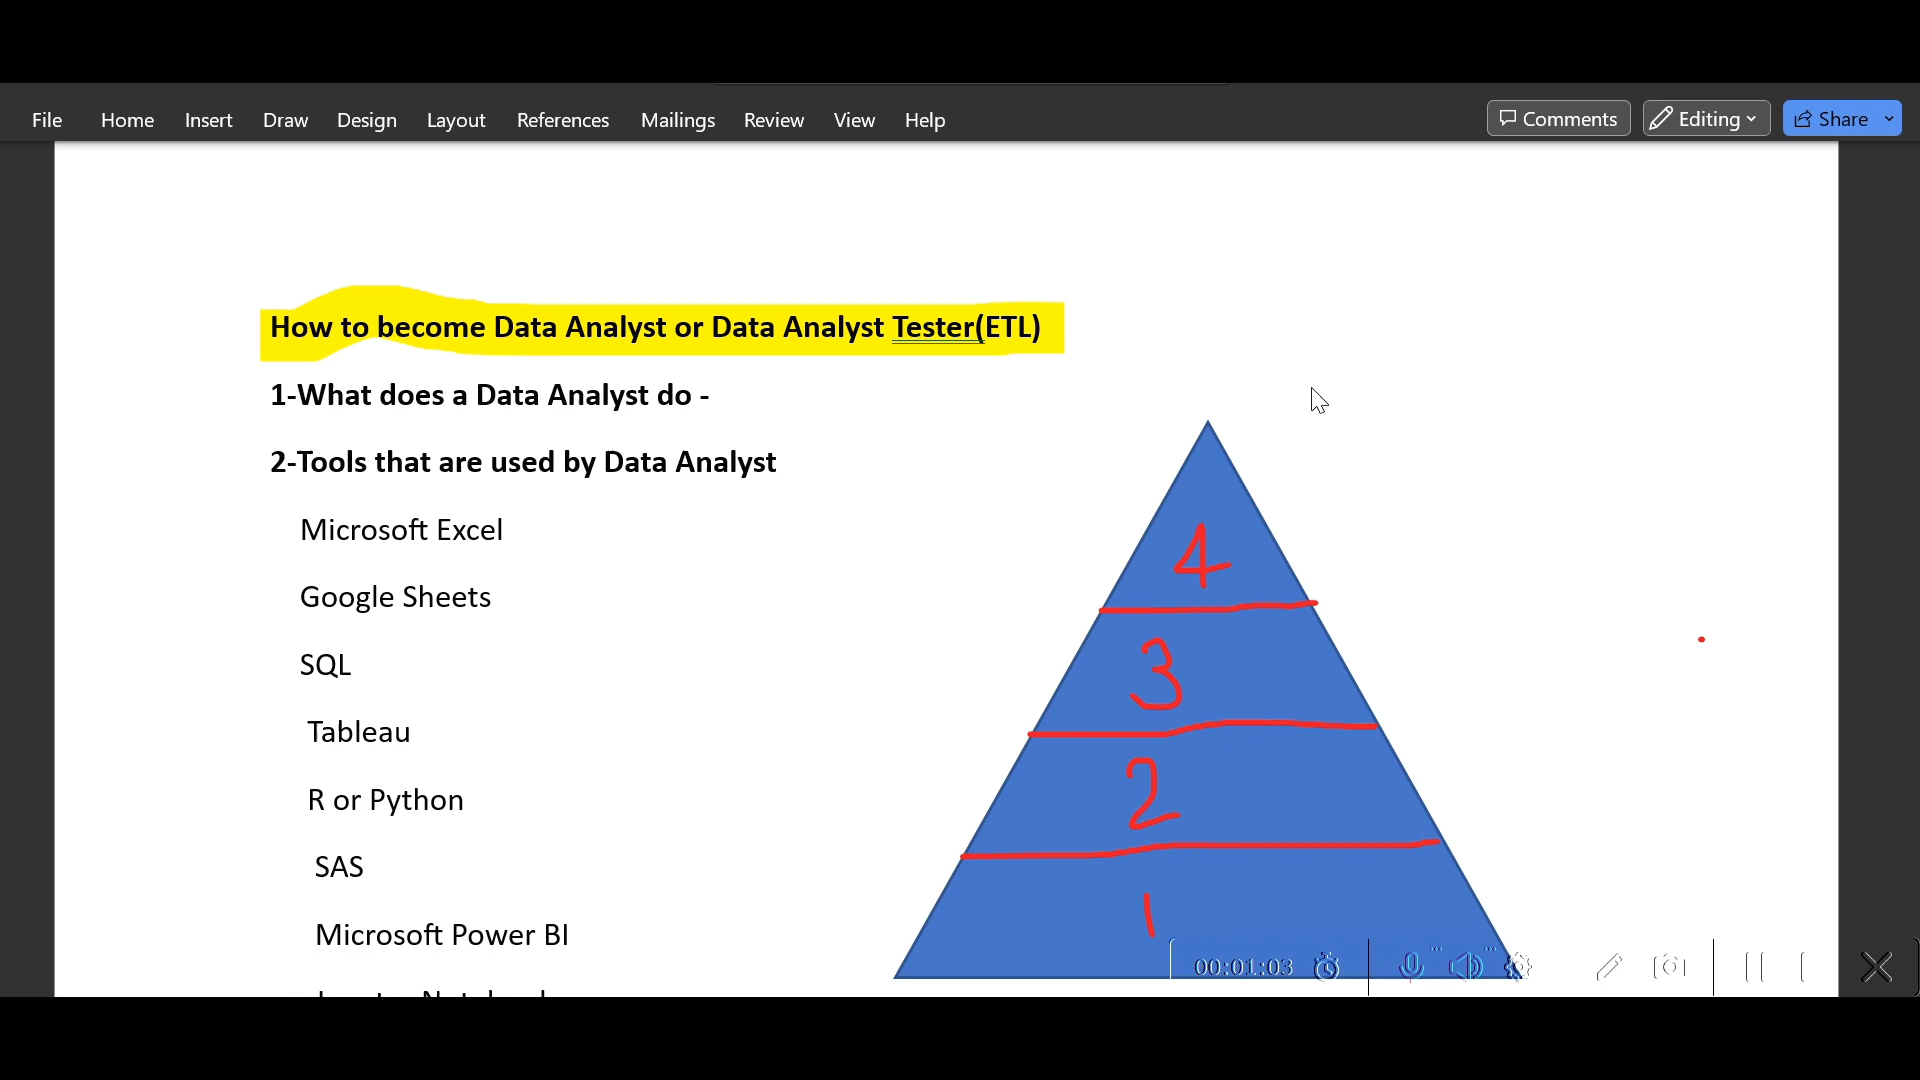 File Home Insert Draw Design Layout References Mailings Review View Help Comments Editing Share
How to become Data Analyst or Data Analyst Tester(ETL)
1-What does a Data Analyst do -
2-Tools that are used by Data Analyst
Microsoft Excel
Google Sheets
SQL
Tableau
R or Python
SAS
Microsoft Power BI
4
3
2
1
00:01:03